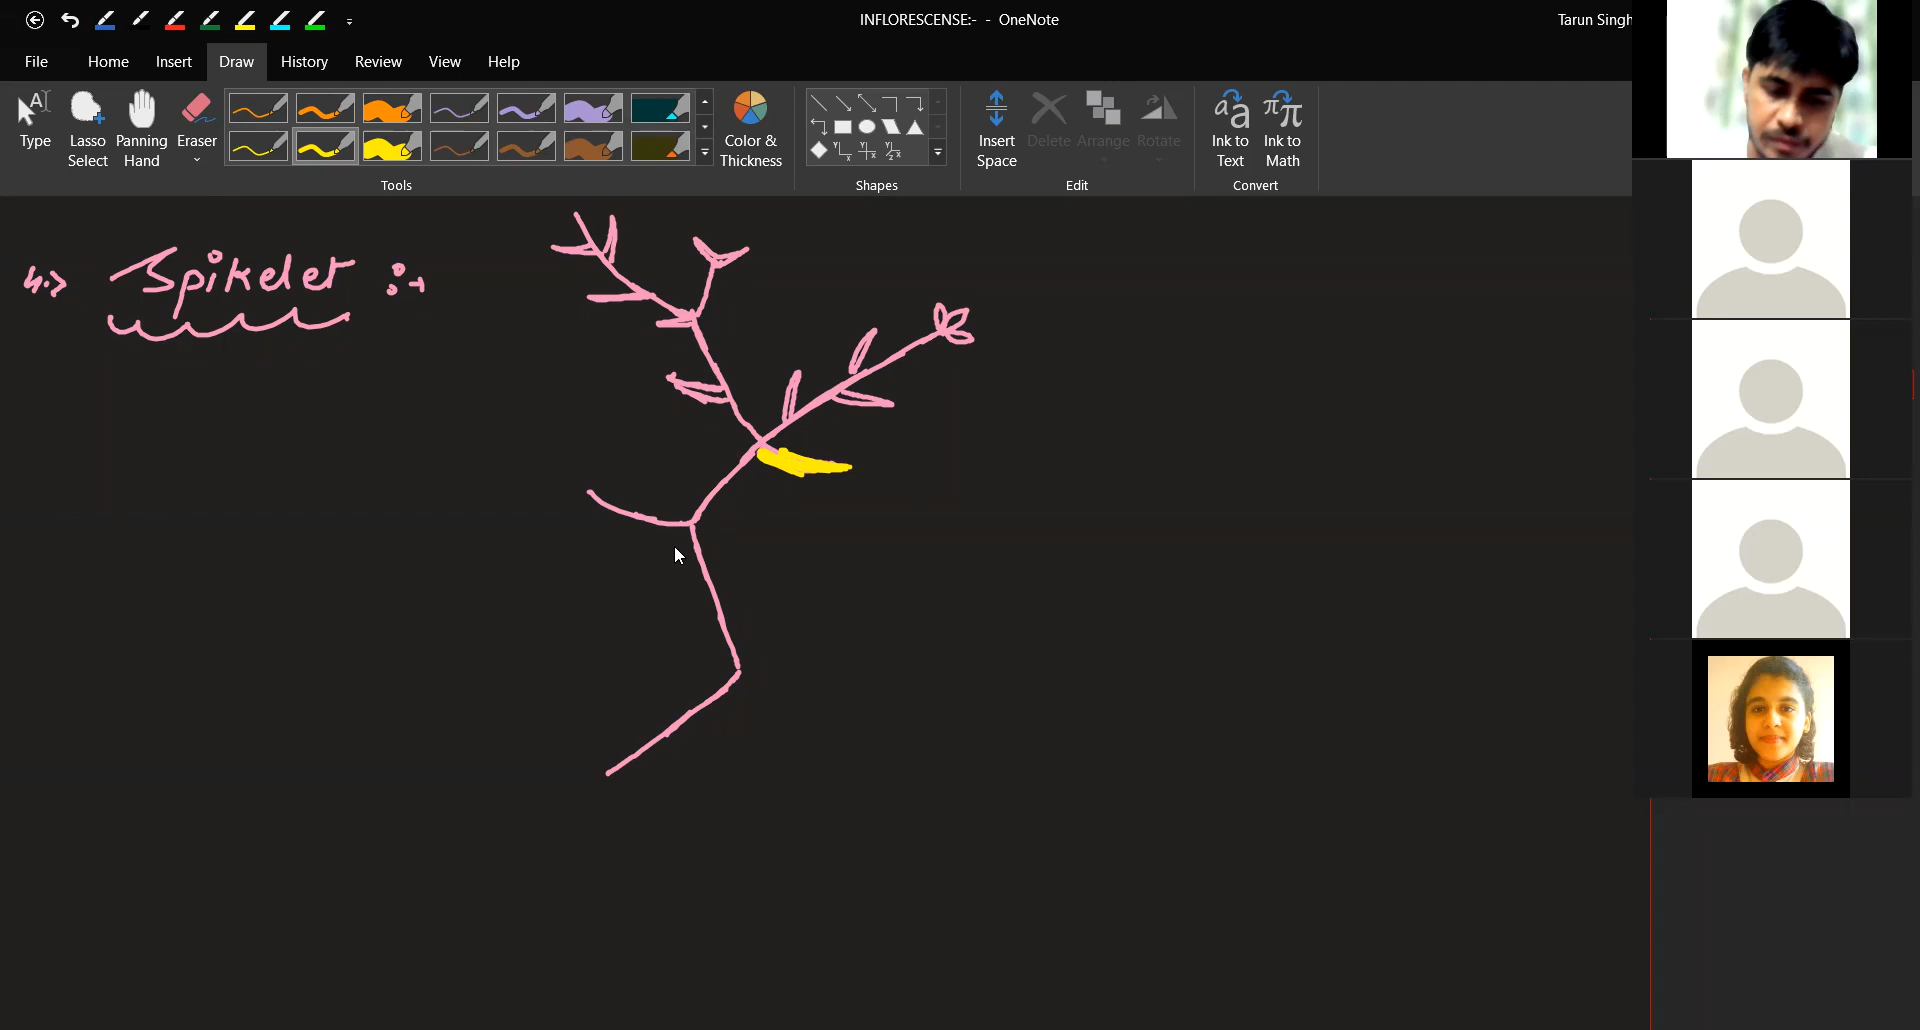 INFLORESCENSE:- - OneNote
Tarun Singh
File Home Insert Draw History Review View Help
Type
Lasso Select
Panning Hand
Eraser
Color & Thickness
Insert Space
Delete
Arrange
Rotate
Ink to Text
Ink to Math
Tools
Shapes
Edit
Convert
4.> Spikelet :-